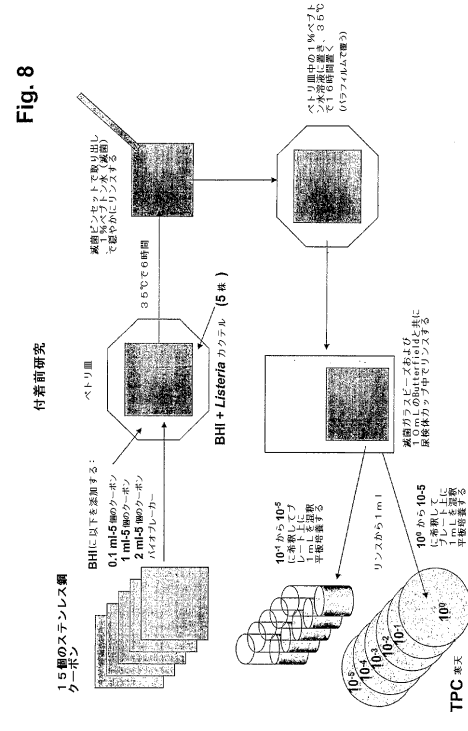 Fig. 8
付着前研究
15個のステンレス鋼
クーポン
BHIに以下を添加する：
0.1 ml-5個のクーポン
1 ml-5個のクーポン
2 ml-5個のクーポン
バイオブレーカー
ペトリ皿
BHI + Listeria カクテル
(5株)
35℃で6時間
滅菌ピンセットで取り出し
1%ペプトン水(滅菌)
で穏やかにリンスする
ペトリ皿中の1%ペプト
ン水溶液に置き、35℃
で16時間置く
(パラフィルムで覆う)
滅菌ガラスビーズおよび
10mLのButterfieldと共に
尿検体カップ中でリンスする
10-1から10-5
に希釈してプ
レート上に
1mLを混釈
平板培養する
リンスから1ml
100から10-5
に希釈して
プレート上に
1mLを混釈
平板培養する
10-5
10-4
10-3
10-2
10-1
100
TPC 寒天